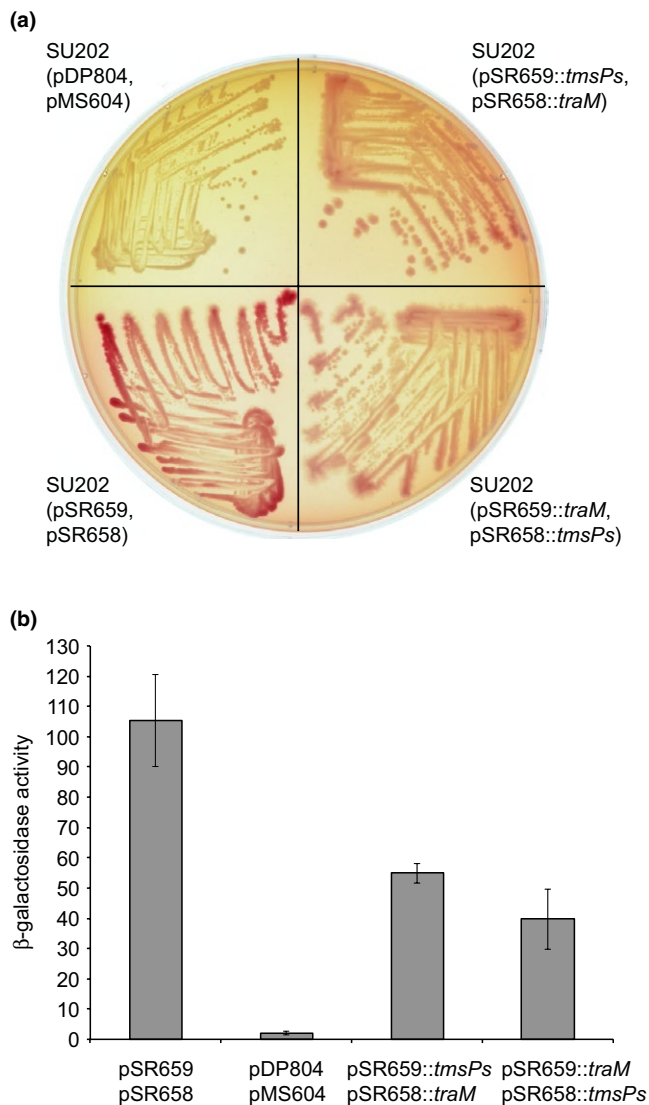 (a)
SU202
(pDP804,
pMS604)
SU202
(pSR659::tmsPs,
pSR658::traM)
SU202
(pSR659,
pSR658)
SU202
(pSR659::traM,
pSR658::tmsPs)
(b)
β-galactosidase activity
130
120
110
100
90
80
70
60
50
40
30
20
10
0
pSR659 pDP804 pSR659::tmsPs pSR659::traM
pSR658 pMS604 pSR658::traM pSR658::tmsPs